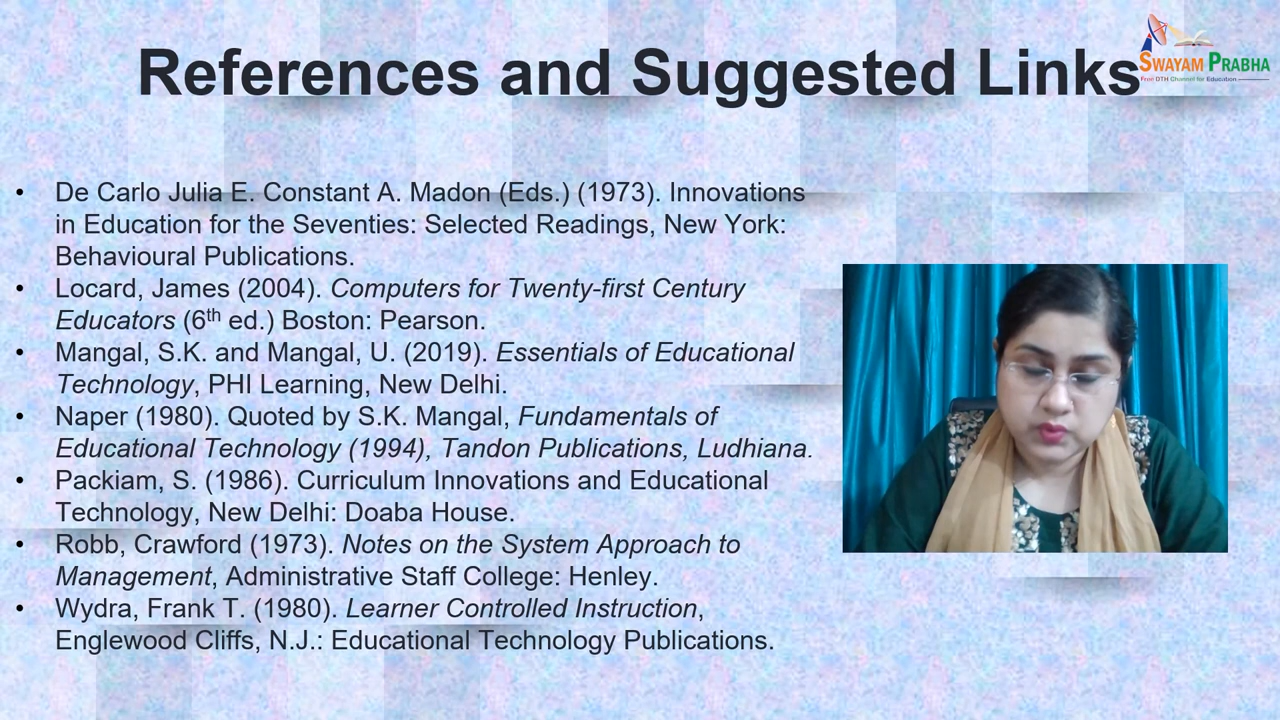 References and Suggested Links
SWAYAM PRABHA
Free DTH Channel for Education
• De Carlo Julia E. Constant A. Madon (Eds.) (1973). Innovations
in Education for the Seventies: Selected Readings, New York:
Behavioural Publications.
• Locard, James (2004). Computers for Twenty-first Century
Educators (6th ed.) Boston: Pearson.
• Mangal, S.K. and Mangal, U. (2019). Essentials of Educational
Technology, PHI Learning, New Delhi.
• Naper (1980). Quoted by S.K. Mangal, Fundamentals of
Educational Technology (1994), Tandon Publications, Ludhiana.
• Packiam, S. (1986). Curriculum Innovations and Educational
Technology, New Delhi: Doaba House.
• Robb, Crawford (1973). Notes on the System Approach to
Management, Administrative Staff College: Henley.
• Wydra, Frank T. (1980). Learner Controlled Instruction,
Englewood Cliffs, N.J.: Educational Technology Publications.